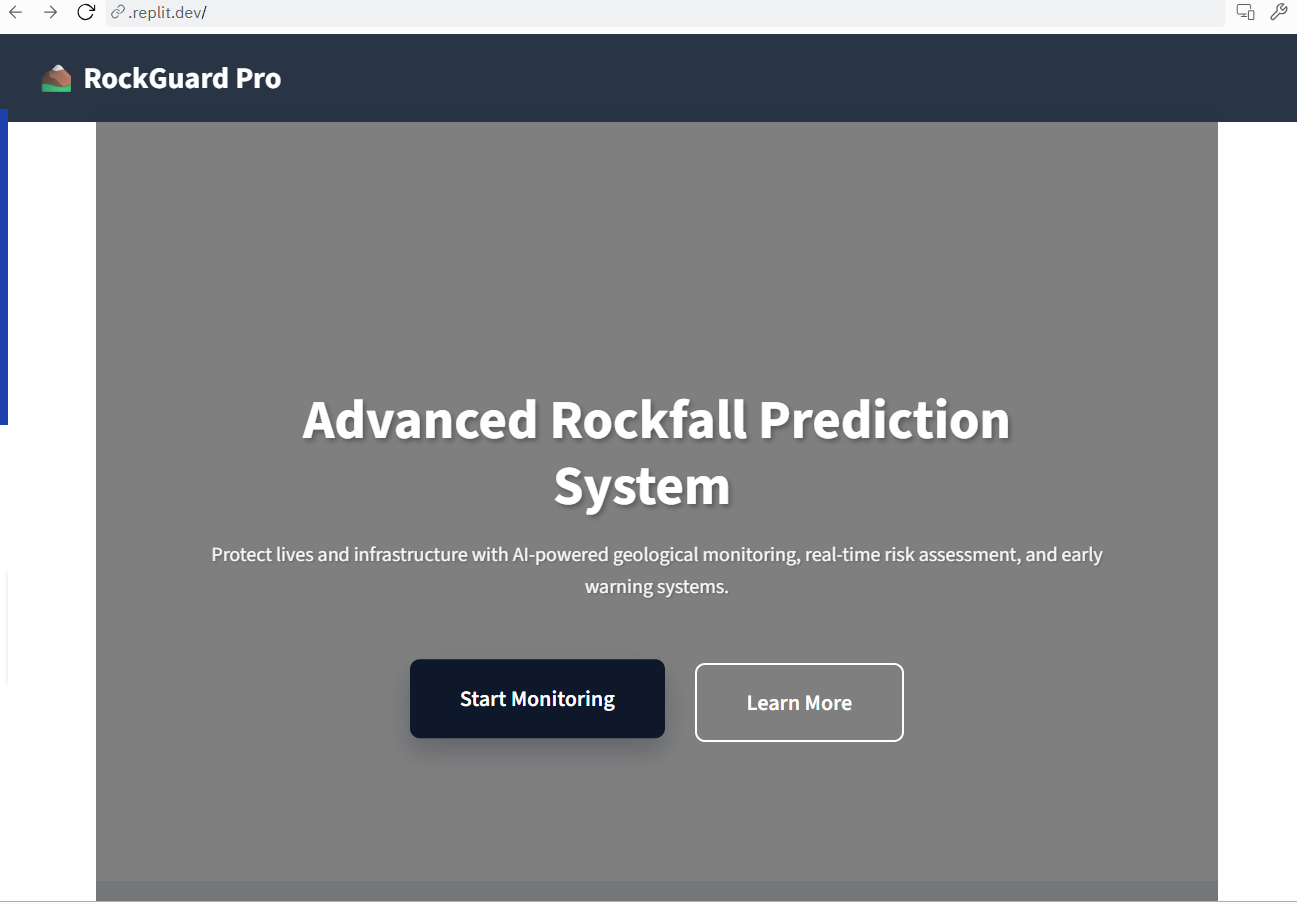 .replit.dev/
RockGuard Pro
Advanced Rockfall Prediction
System
Protect lives and infrastructure with AI-powered geological monitoring, real-time risk assessment, and early
warning systems.
Start Monitoring
Learn More